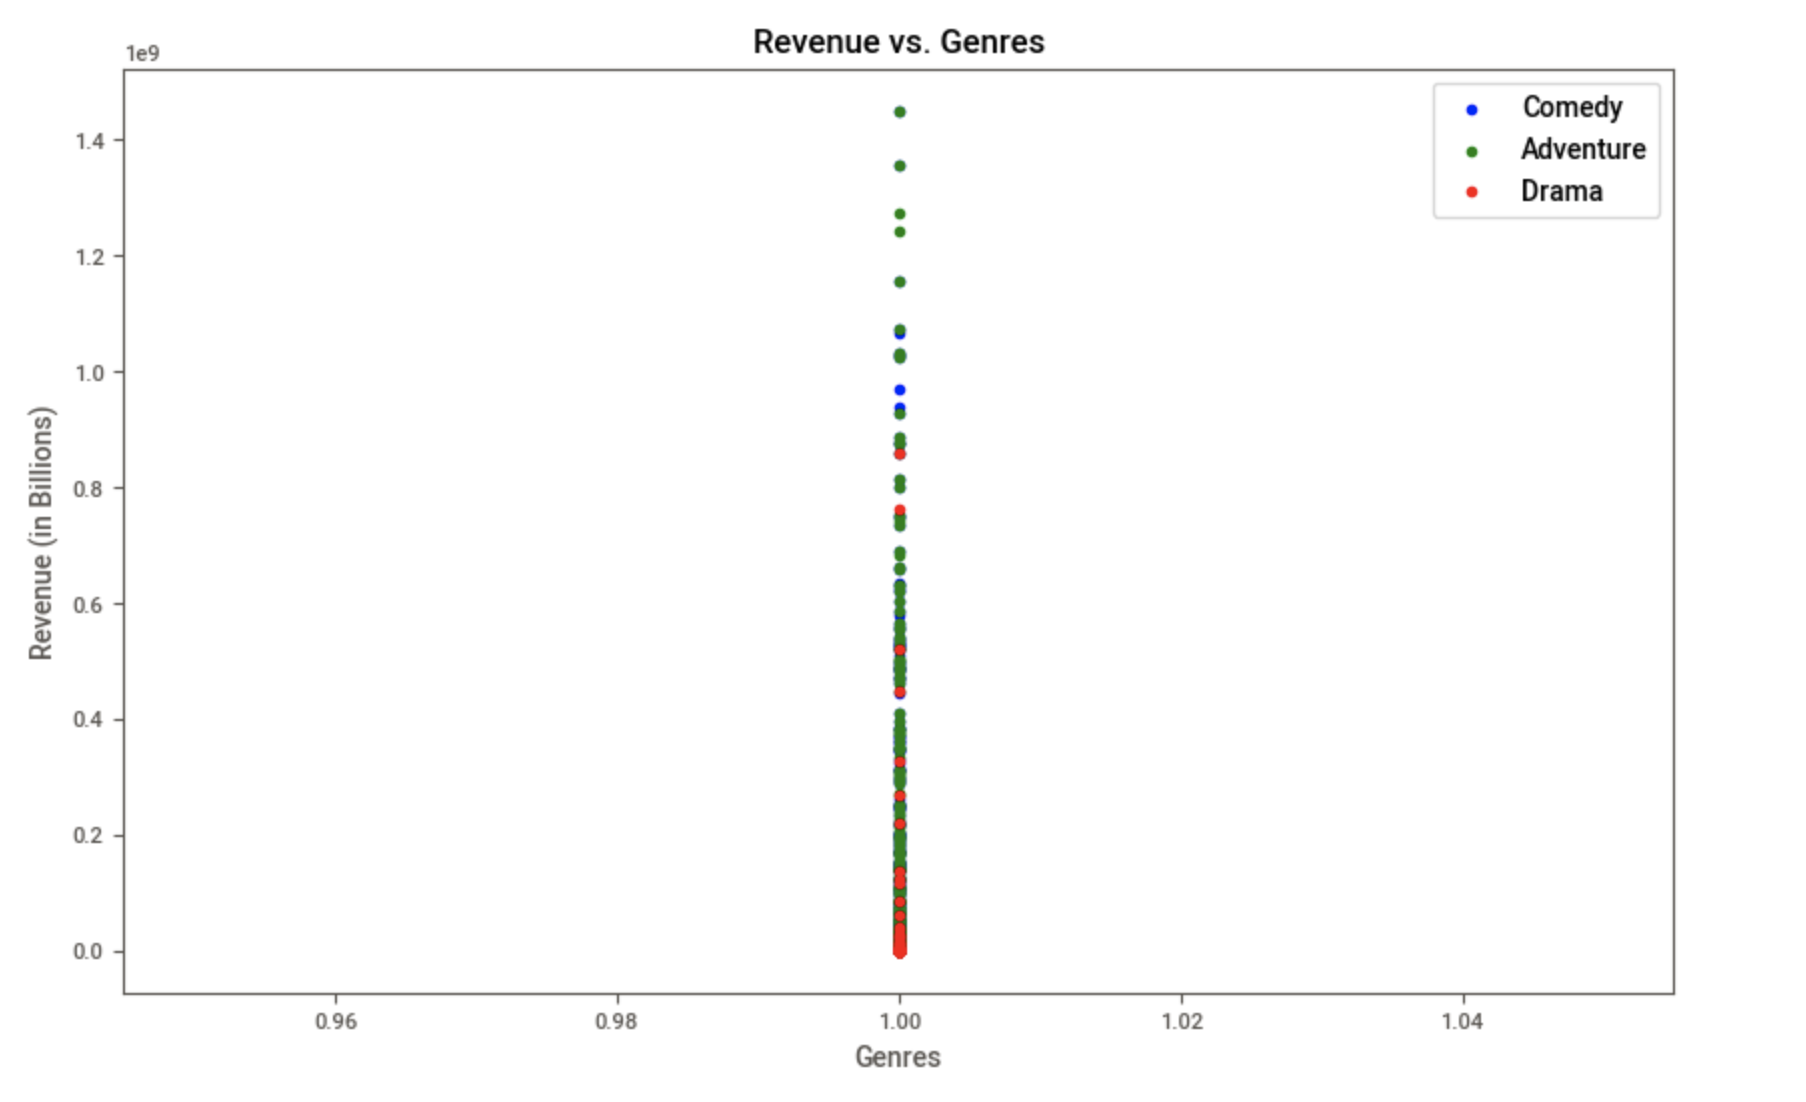 Revenue vs. Genres
1e9
Comedy
Adventure
Drama
1.4
1.2
1.0
0.8
0.6
0.4
0.2
0.0
Revenue (in Billions)
0.96
0.98
1.00
1.02
1.04
Genres